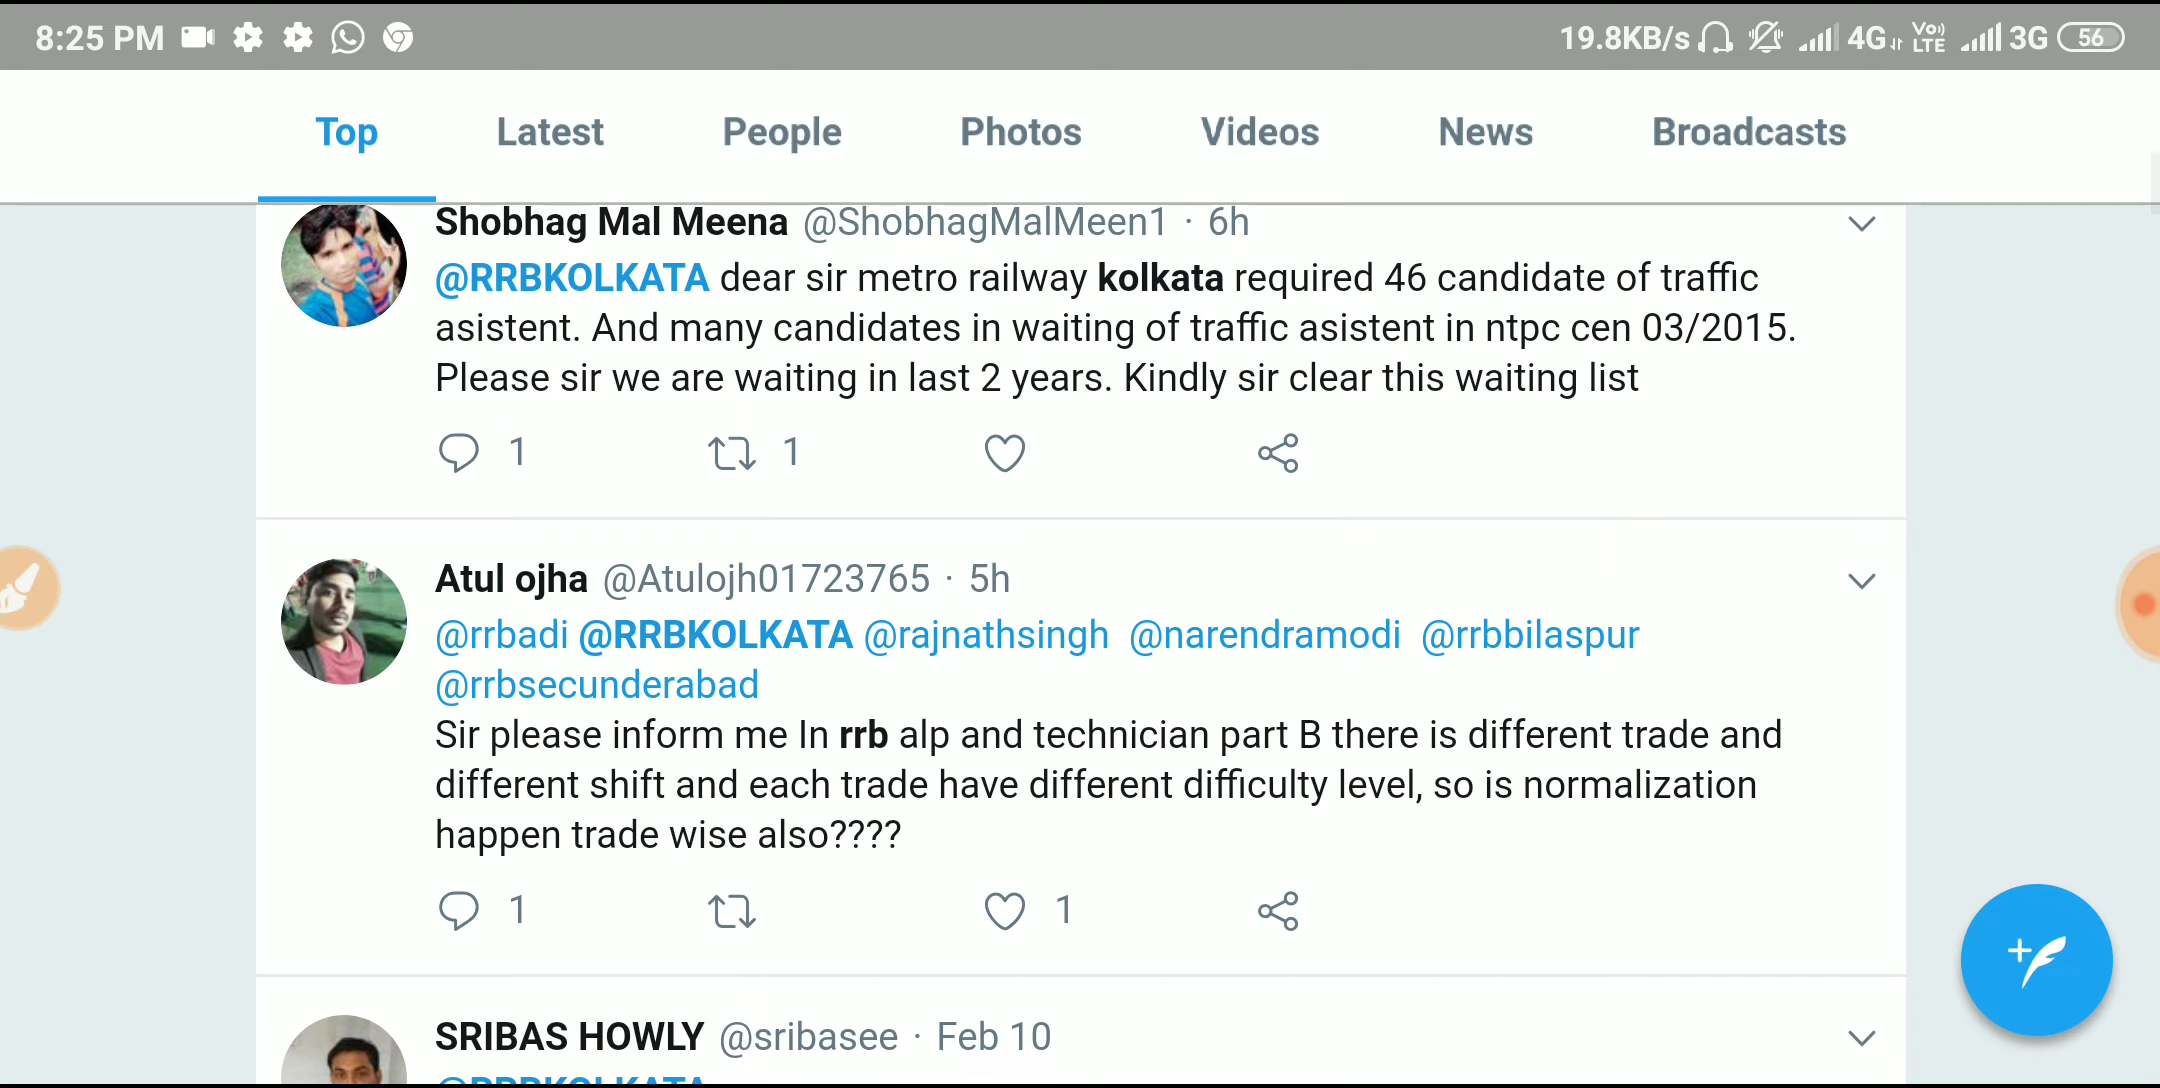 8:25 PM 19.8KB/s 4G VoLTE 3G 56
Top Latest People Photos Videos News Broadcasts
Shobhag Mal Meena @ShobhagMalMeen1 · 6h
@RRBKOLKATA dear sir metro railway kolkata required 46 candidate of traffic
asistent. And many candidates in waiting of traffic asistent in ntpc cen 03/2015.
Please sir we are waiting in last 2 years. Kindly sir clear this waiting list
1 1
Atul ojha @Atulojh01723765 · 5h
@rrbadi @RRBKOLKATA @rajnathsingh @narendramodi @rrbbilaspur
@rrbsecunderabad
Sir please inform me In rrb alp and technician part B there is different trade and
different shift and each trade have different difficulty level, so is normalization
happen trade wise also????
1 1
SRIBAS HOWLY @sribasee · Feb 10
@RRBKOLKATA